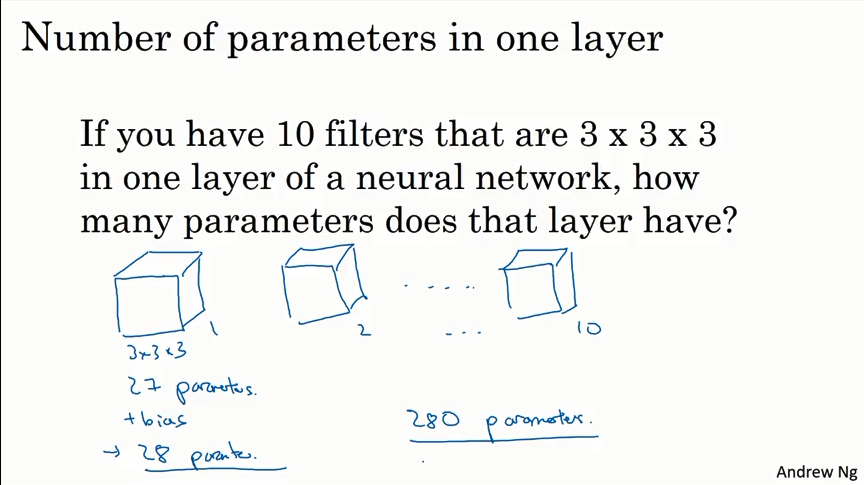 Number of parameters in one layer
If you have 10 filters that are 3 x 3 x 3
in one layer of a neural network, how
many parameters does that layer have?
1
2
10
3x3x3
27 parameters.
+bias
→ 28
280 parameters.
Andrew Ng